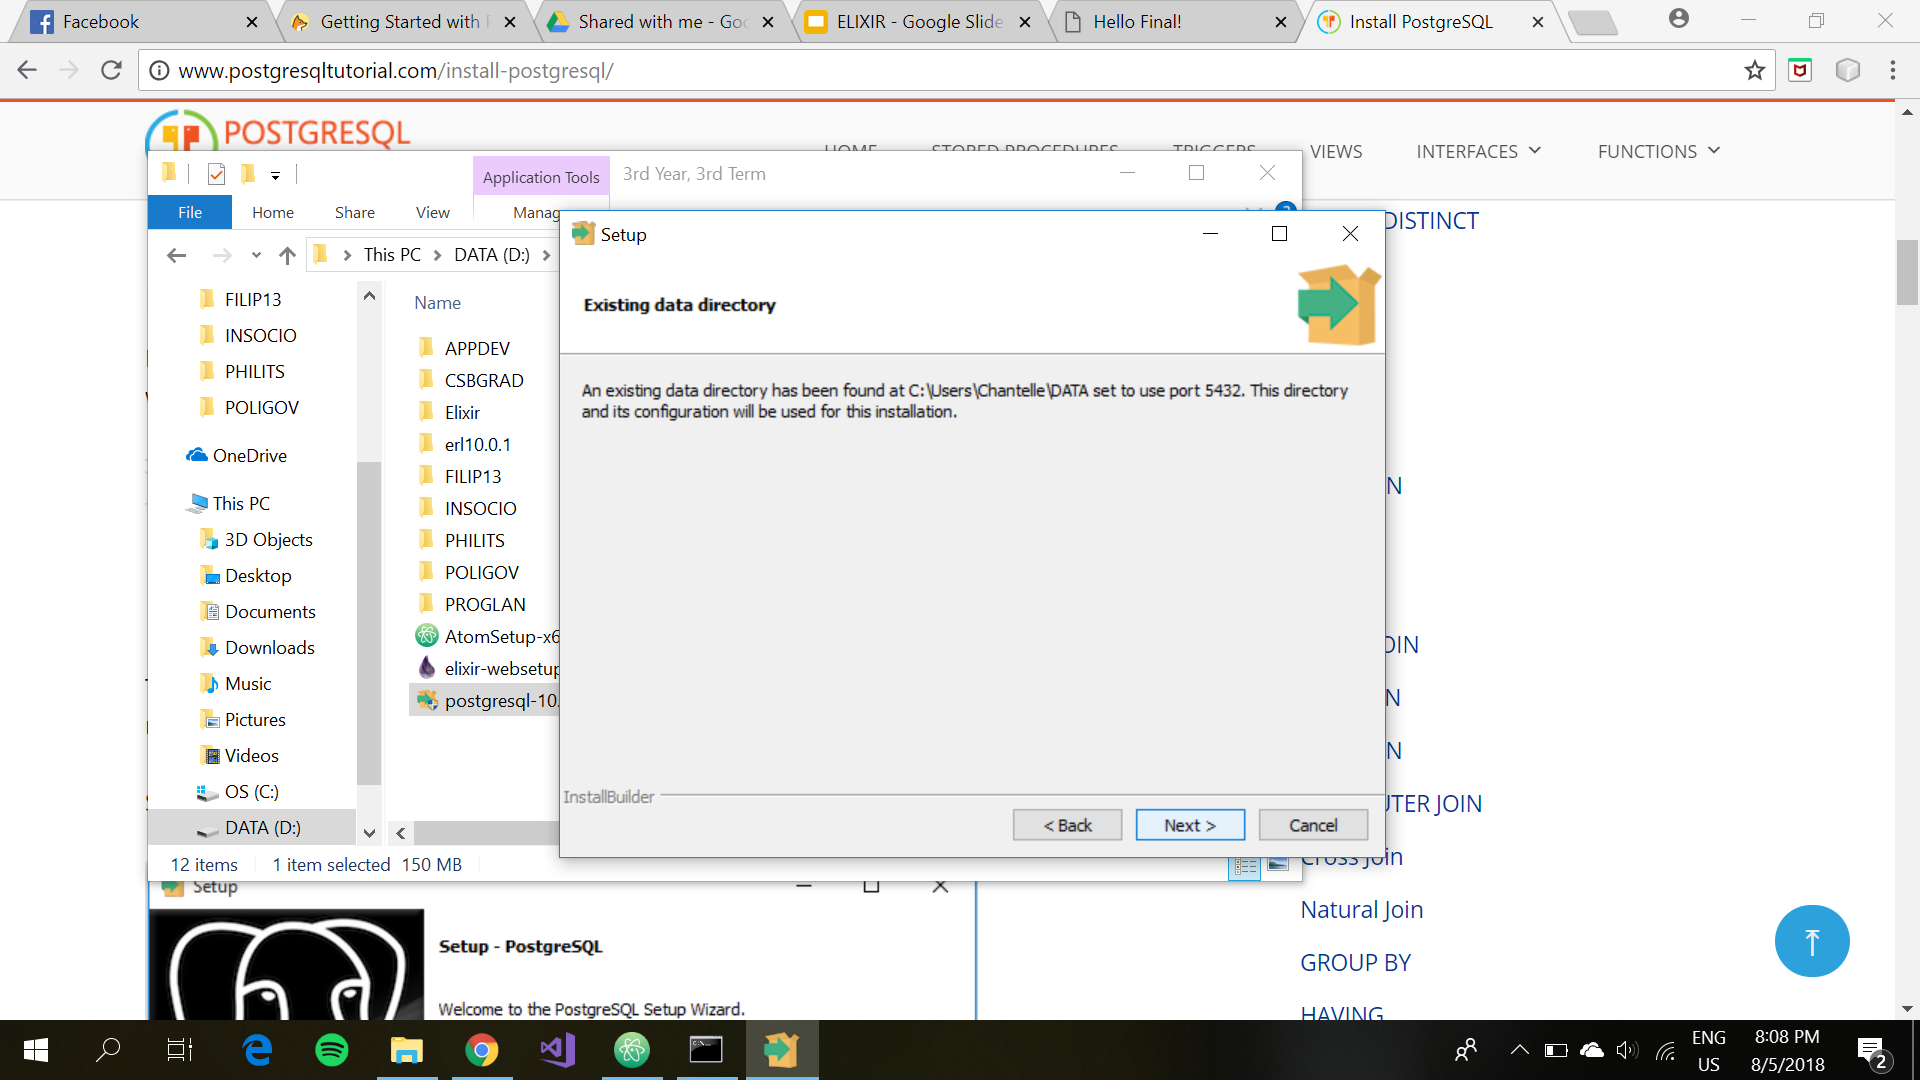 Facebook
Getting Started with
Shared with me - Goo
ELIXIR - Google Slide
Hello Final!
Install PostgreSQL
www.postgresqltutorial.com/install-postgresql/
POSTGRESQL
HOME
STORED PROCEDURES
TRIGGERS
VIEWS
INTERFACES
FUNCTIONS
Application Tools
3rd Year, 3rd Term
File
Home
Share
View
Manag
This PC
DATA (D:)
FILIP13
INSOCIO
PHILITS
POLIGOV
OneDrive
This PC
3D Objects
Desktop
Documents
Downloads
Music
Pictures
Videos
OS (C:)
DATA (D:)
Name
APPDEV
CSBGRAD
Elixir
erl10.0.1
FILIP13
INSOCIO
PHILITS
POLIGOV
PROGLAN
AtomSetup-x6
elixir-websetup
postgresql-10.
12 items
1 item selected 150 MB
Setup
Existing data directory
An existing data directory has been found at C:\Users\Chantelle\DATA set to use port 5432. This directory
and its configuration will be used for this installation.
InstallBuilder
< Back
Next >
Cancel
DISTINCT
N
OIN
N
N
UTER JOIN
Cross Join
Natural Join
GROUP BY
HAVING
Setup
Setup - PostgreSQL
Welcome to the PostgreSQL Setup Wizard.
ENG
US
8:08 PM
8/5/2018
2